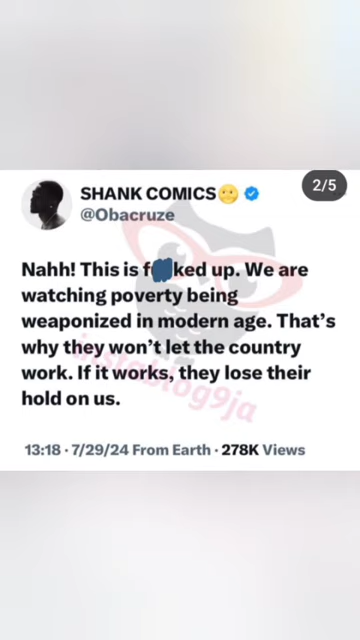 2/5
SHANK COMICS
@Obacruze
Nahh! This is f ked up. We are
watching poverty being
weaponized in modern age. That's
why they won't let the country
work. If it works, they lose their
hold on us.
instablog9ja
13:18 · 7/29/24 From Earth · 278K Views